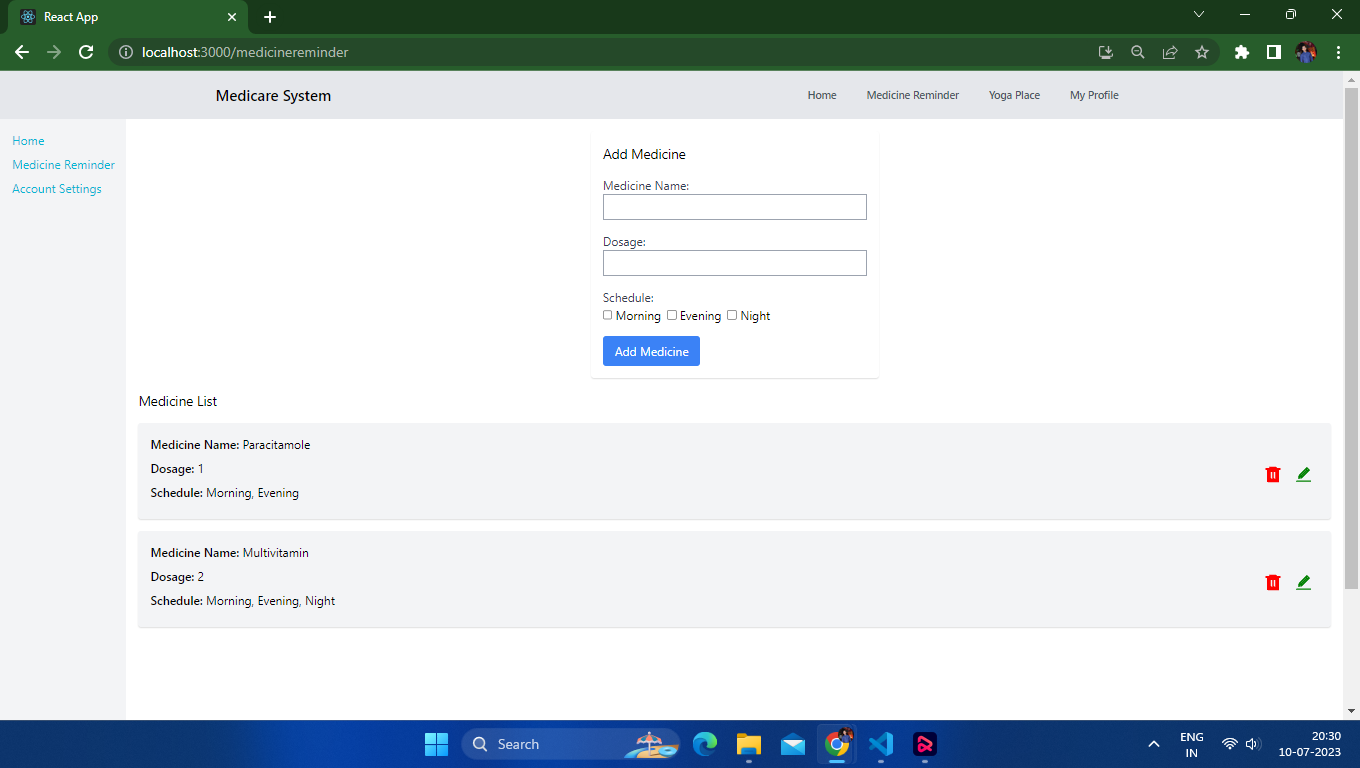 React App
localhost:3000/medicinereminder
Medicare System
Home
Medicine Reminder
Yoga Place
My Profile
Home
Medicine Reminder
Account Settings
Add Medicine
Medicine Name:
Dosage:
Schedule:
Morning Evening Night
Add Medicine
Medicine List
Medicine Name: Paracitamole
Dosage: 1
Schedule: Morning, Evening
Medicine Name: Multivitamin
Dosage: 2
Schedule: Morning, Evening, Night
Search
ENG
IN
20:30
10-07-2023